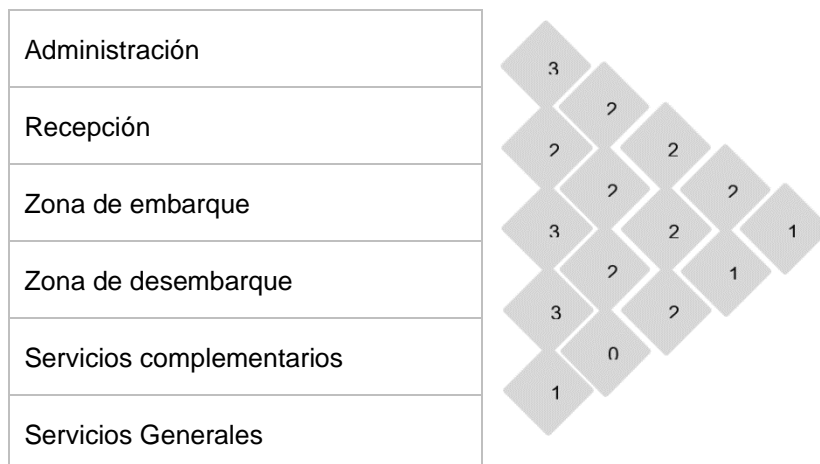 Administración
3
2
Recepción
2
2
2
2
2
Zona de embarque
3
2
1
2
1
Zona de desembarque
3
2
0
Servicios complementarios
1
Servicios Generales